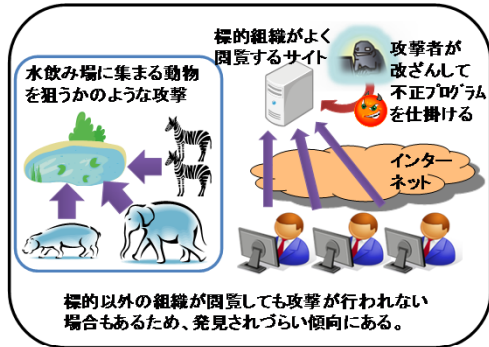 水飲み場に集まる動物
を狙うかのような攻撃
標的組織がよく
閲覧するサイト
攻撃者が
改ざんして
不正ﾌﾟﾛｸﾞﾗﾑ
を仕掛ける
インター
ネット
標的以外の組織が閲覧しても攻撃が行われない
場合もあるため、発見されづらい傾向にある。